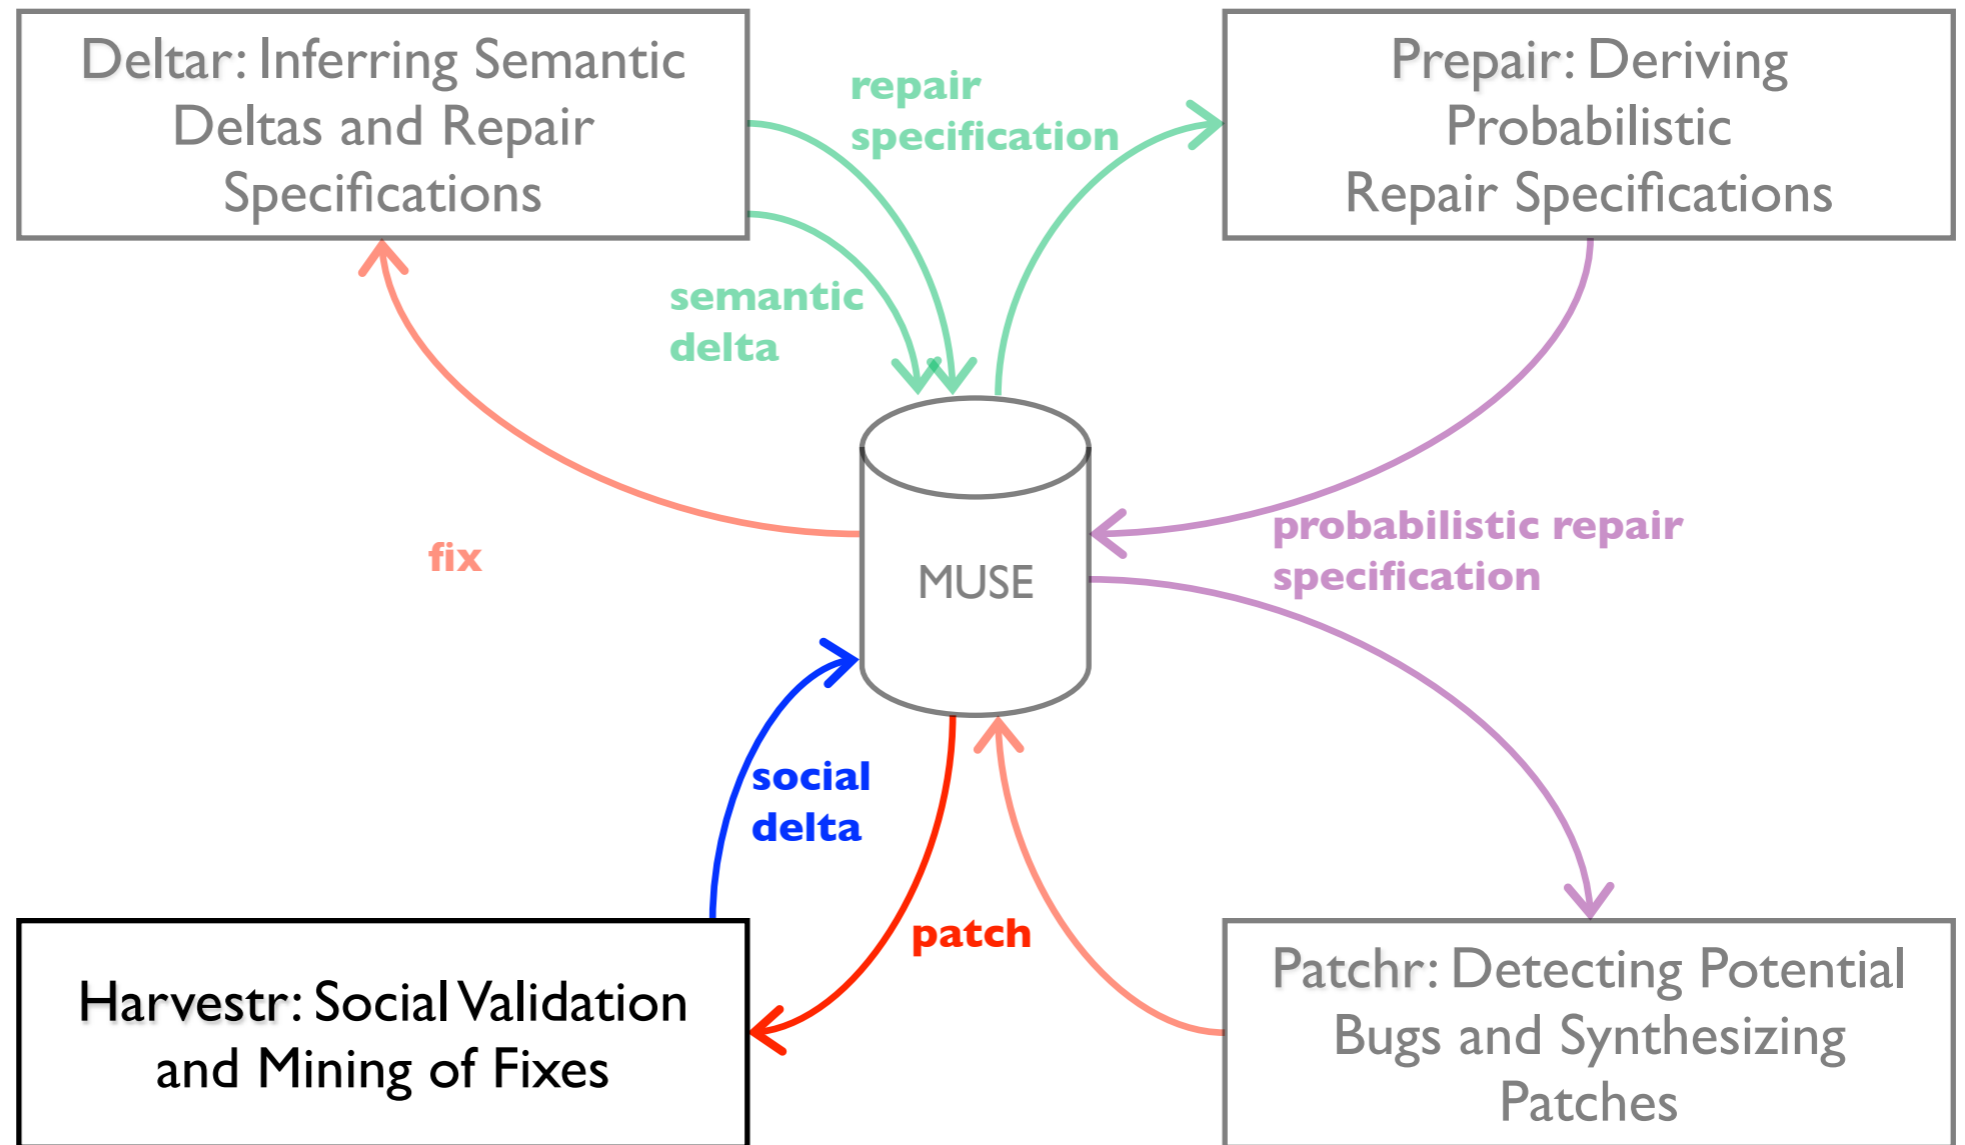 Deltar: Inferring Semantic
Deltas and Repair
Specifications
repair
specification
Prepair: Deriving
Probabilistic
Repair Specifications
semantic
delta
fix
MUSE
probabilistic repair
specification
social
delta
patch
Harvestr: Social Validation
and Mining of Fixes
Patchr: Detecting Potential
Bugs and Synthesizing
Patches